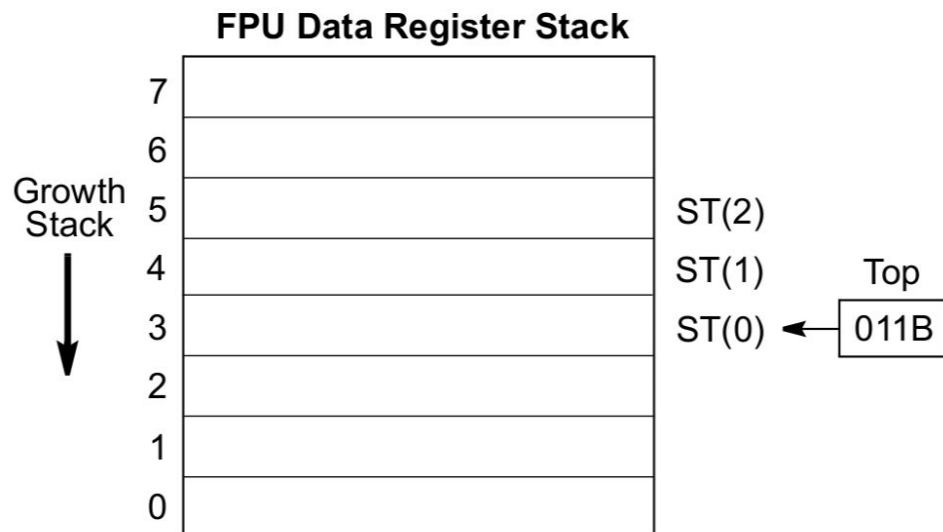 FPU Data Register Stack
7
6
Growth
Stack
5
ST(2)
4
ST(1)
Top
3
ST(0)
011B
2
1
0